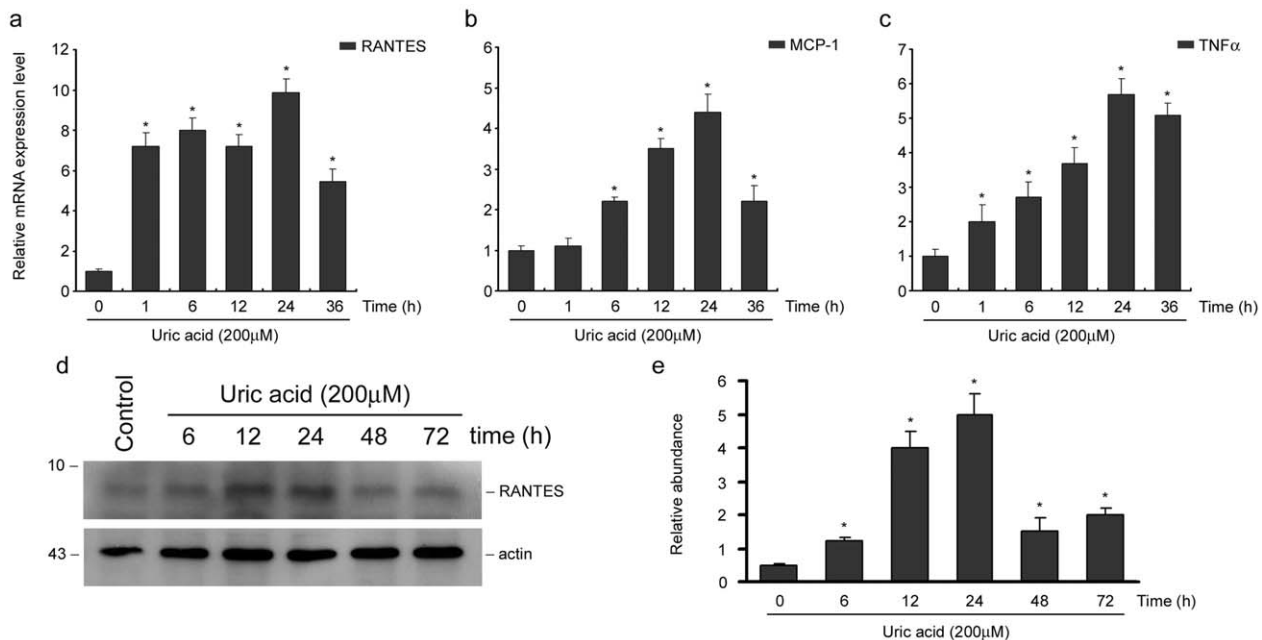 a
RANTES
Relative mRNA expression level
12
10
8
6
4
2
0
* * * * *
0 1 6 12 24 36 Time (h)
Uric acid (200μM)
b
MCP-1
6
5
4
3
2
1
0
* * * *
0 1 6 12 24 36 Time (h)
Uric acid (200μM)
c
TNFα
7
6
5
4
3
2
1
0
* * * * *
0 1 6 12 24 36 Time (h)
Uric acid (200μM)
d
Control
Uric acid (200μM)
6 12 24 48 72 time (h)
10 –
– RANTES
43 –
– actin
e
Relative abundance
6
5
4
3
2
1
0
* * * * *
0 6 12 24 48 72 Time (h)
Uric acid (200μM)